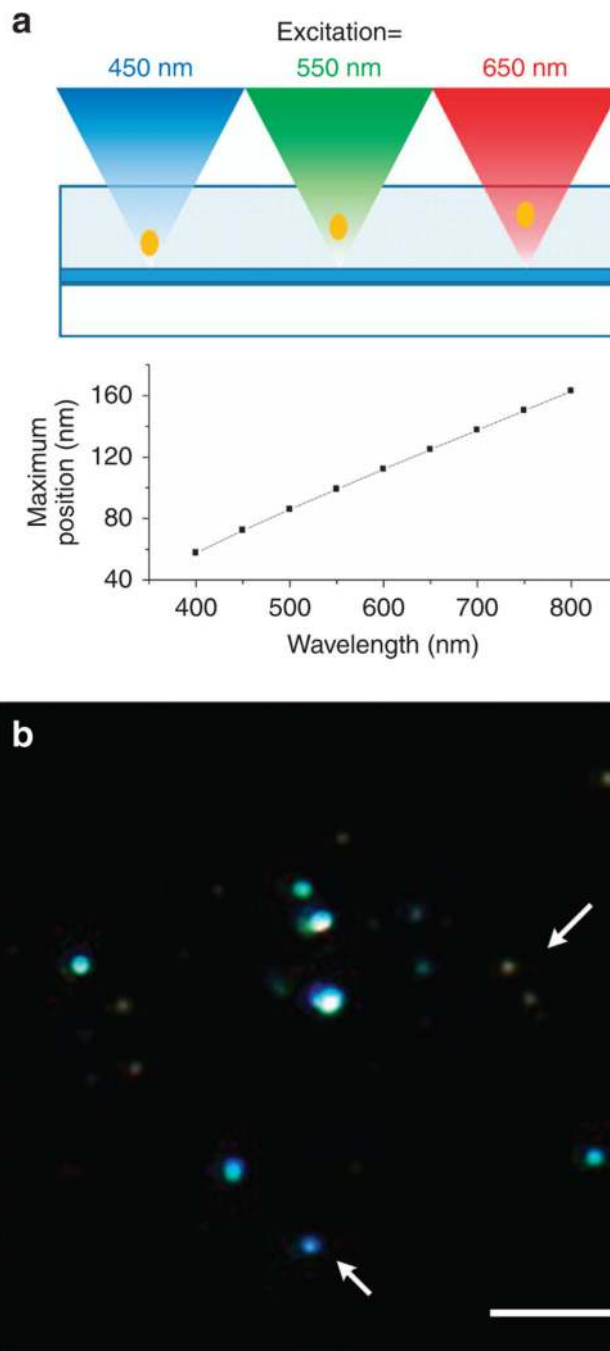 a
Excitation=
450 nm 550 nm 650 nm
Maximum
position (nm)
160
120
80
40
400 500 600 700 800
Wavelength (nm)
b